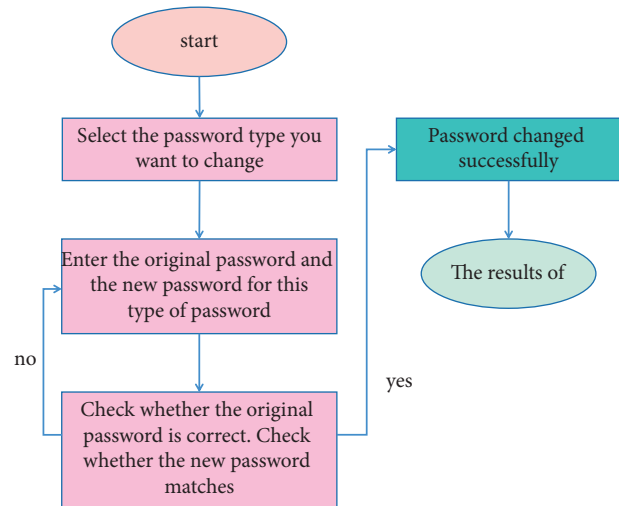 start
Select the password type you
want to change
Enter the original password and
the new password for this
type of password
no
Check whether the original
password is correct. Check
whether the new password
matches
yes
Password changed
successfully
The results of